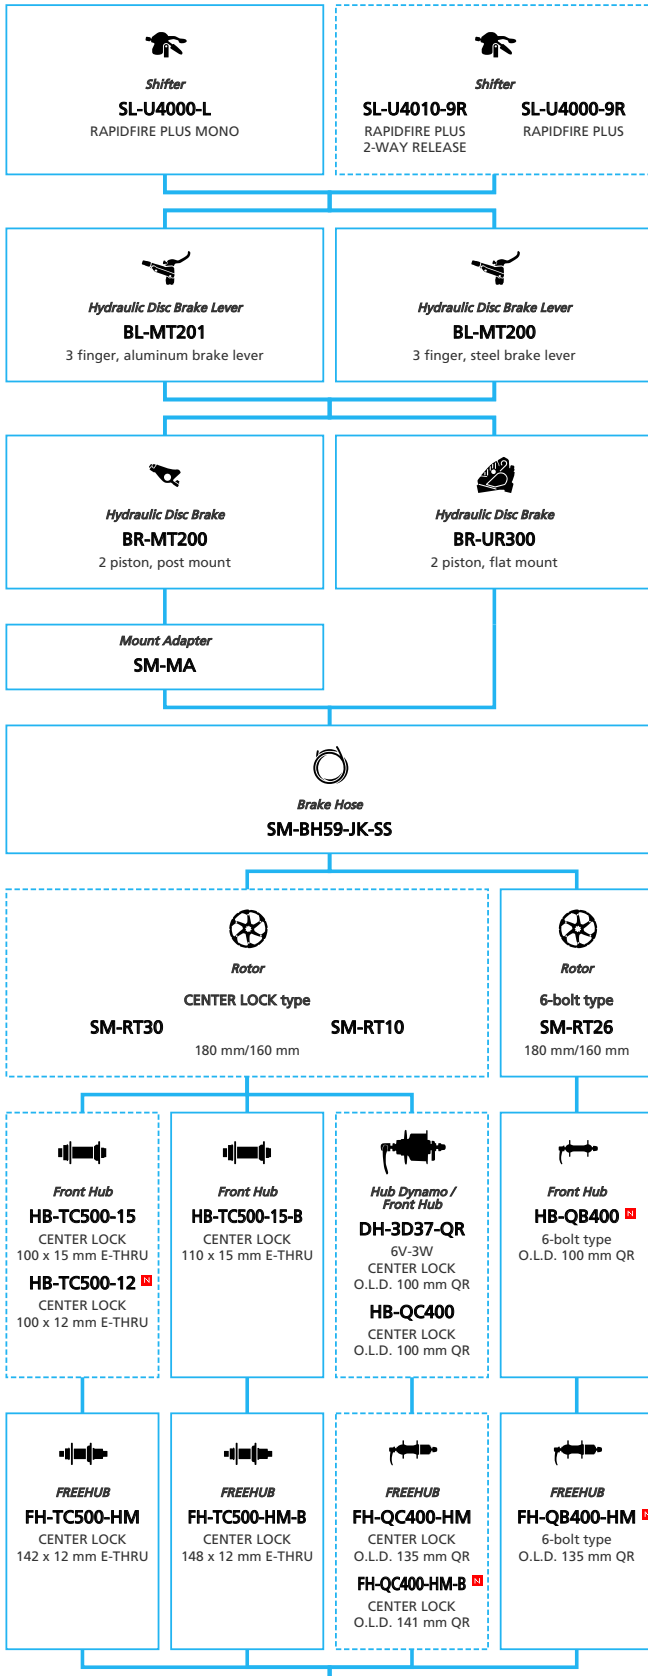 Shifter
SL-U4000-L
RAPIDFIRE PLUS MONO
Shifter
SL-U4010-9R
RAPIDFIRE PLUS
2-WAY RELEASE
SL-U4000-9R
RAPIDFIRE PLUS
Hydraulic Disc Brake Lever
BL-MT201
3 finger, aluminum brake lever
Hydraulic Disc Brake Lever
BL-MT200
3 finger, steel brake lever
Hydraulic Disc Brake
BR-MT200
2 piston, post mount
Hydraulic Disc Brake
BR-UR300
2 piston, flat mount
Mount Adapter
SM-MA
Brake Hose
SM-BH59-JK-SS
Rotor
CENTER LOCK type
SM-RT30
SM-RT10
180 mm/160 mm
Rotor
6-bolt type
SM-RT26
180 mm/160 mm
Front Hub
HB-TC500-15
CENTER LOCK
100 x 15 mm E-THRU
HB-TC500-12 N
CENTER LOCK
100 x 12 mm E-THRU
Front Hub
HB-TC500-15-B
CENTER LOCK
110 x 15 mm E-THRU
Hub Dynamo /
Front Hub
DH-3D37-QR
6V-3W
CENTER LOCK
O.L.D. 100 mm QR
HB-QC400
CENTER LOCK
O.L.D. 100 mm QR
Front Hub
HB-QB400 N
6-bolt type
O.L.D. 100 mm QR
FREEHUB
FH-TC500-HM
CENTER LOCK
142 x 12 mm E-THRU
FREEHUB
FH-TC500-HM-B
CENTER LOCK
148 x 12 mm E-THRU
FREEHUB
FH-QC400-HM
CENTER LOCK
O.L.D. 135 mm QR
FH-QC400-HM-B N
CENTER LOCK
O.L.D. 141 mm QR
FREEHUB
FH-QB400-HM N
6-bolt type
O.L.D. 135 mm QR